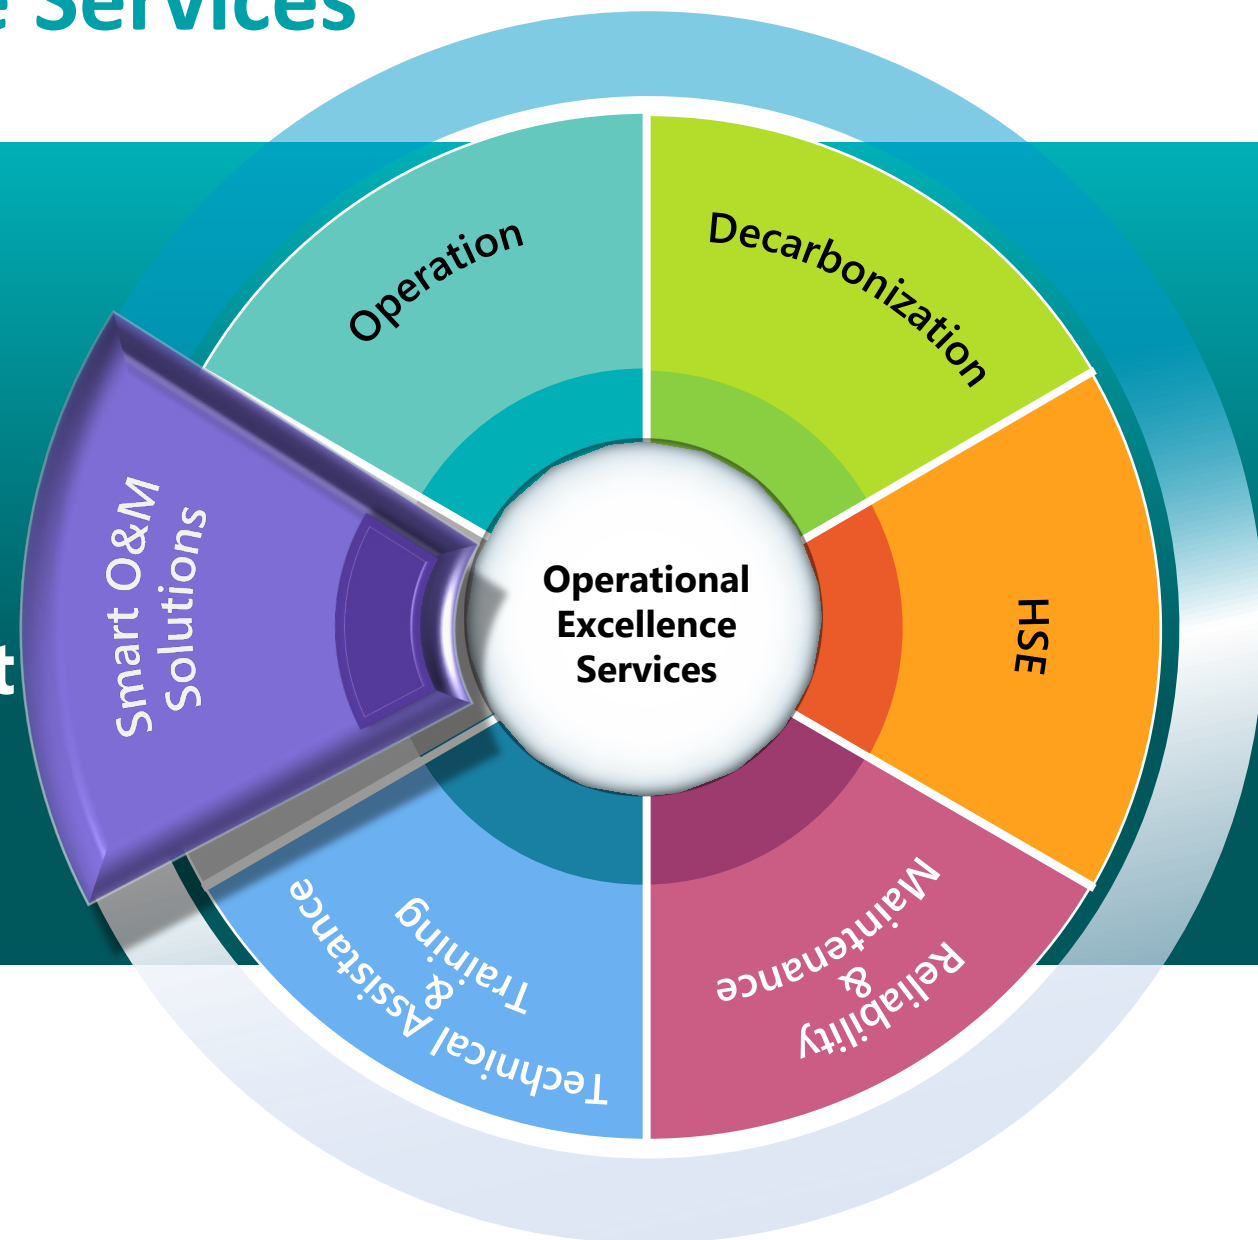 e Services
Operation
Decarbonization
HSE
Reliability
&
Maintenance
Technical Assistance
&
Training
Smart O&M
Solutions
t
Operational
Excellence
Services